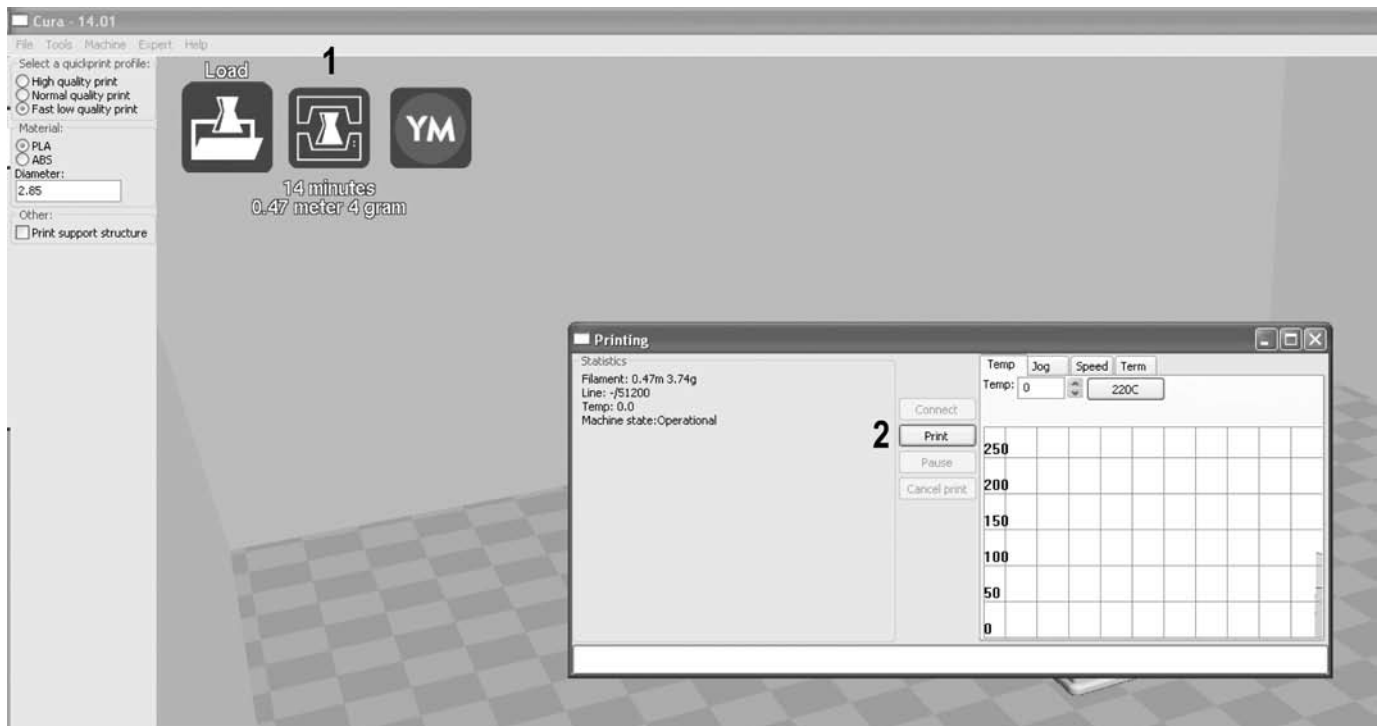 Cura - 14.01
File Tools Machine Expert Help
Select a quickprint profile:
High quality print
Normal quality print
Fast low quality print
Material:
PLA
ABS
Diameter:
2.85
Other:
Print support structure
1
Load
YM
14 minutes
0.47 meter 4 gram
Printing
Statistics
Filament: 0.47m 3.74g
Line: -/51200
Temp: 0.0
Machine state:Operational
Connect
2
Print
Pause
Cancel print
Temp Jog Speed Term
Temp: 0 220C
250
200
150
100
50
0